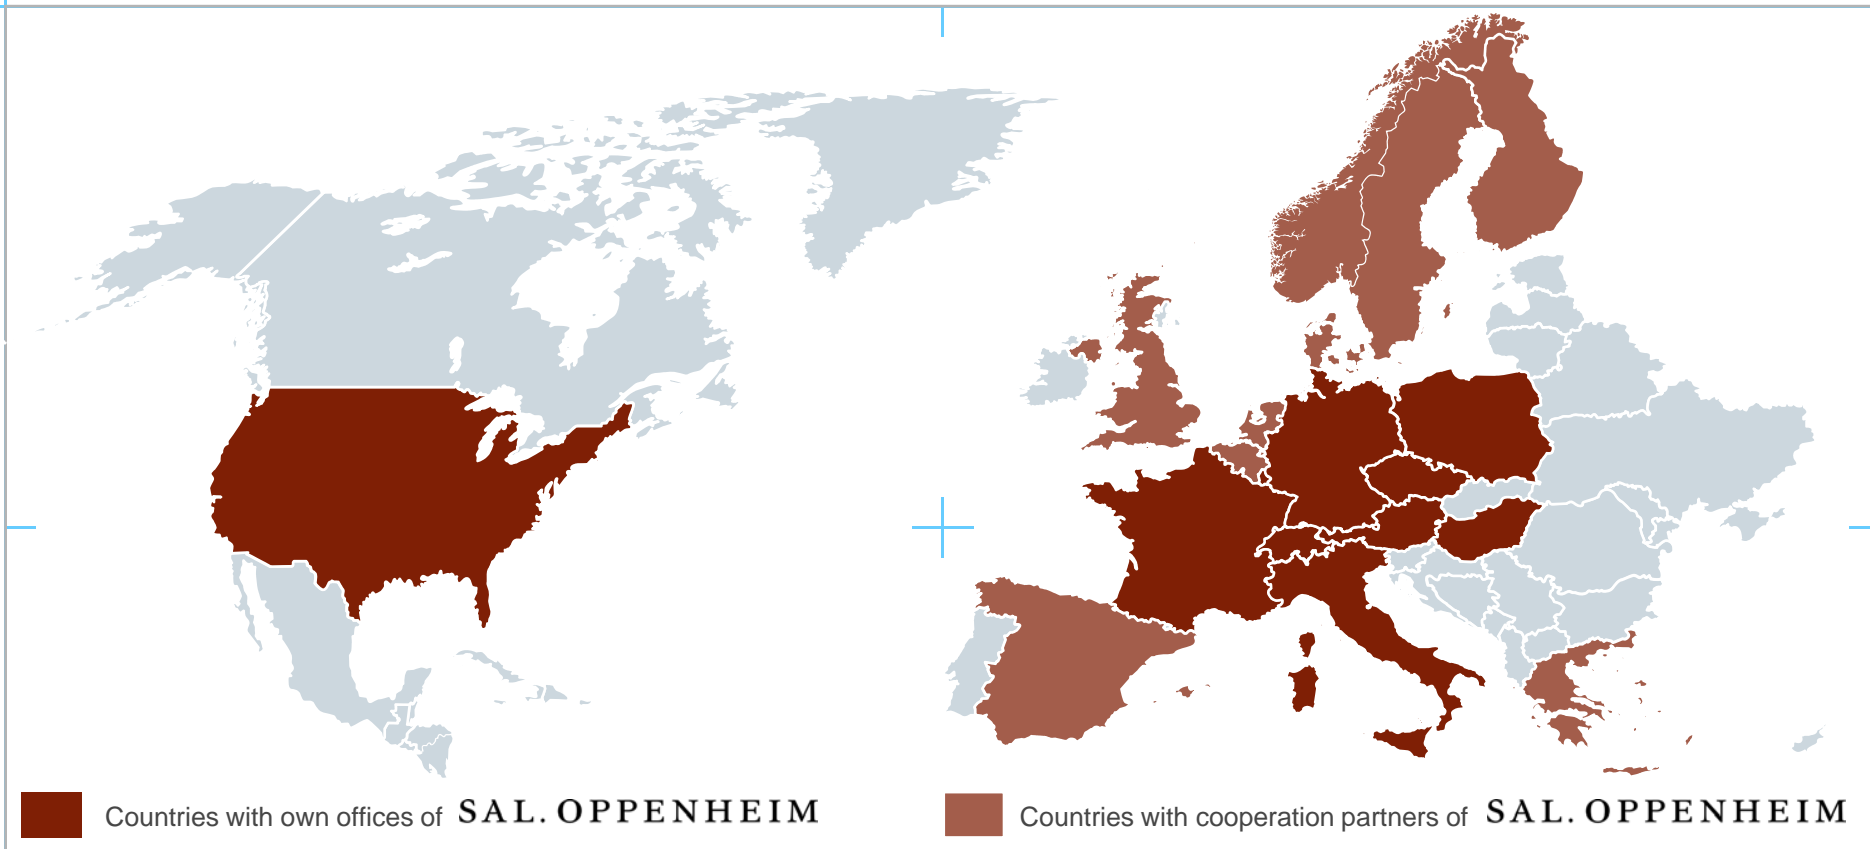 Countries with own offices of SAL. OPPENHEIM
Countries with cooperation partners of SAL. OPPENHEIM